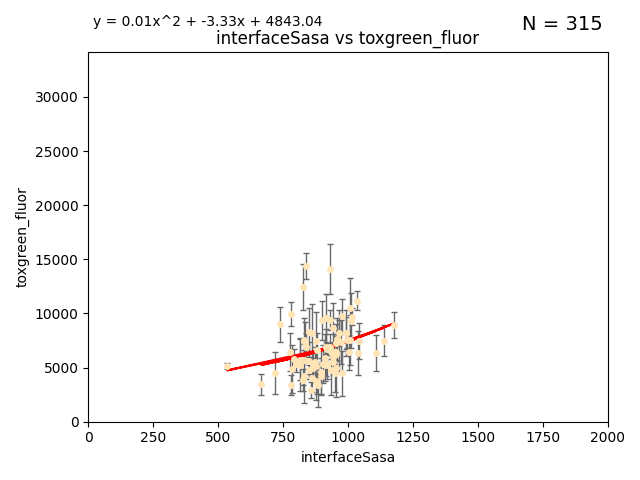 y = 0.01x^2 + -3.33x + 4843.04
N = 315
interfaceSasa vs toxgreen_fluor
30000
25000
20000
15000
10000
5000
0
toxgreen_fluor
0 250 500 750 1000 1250 1500 1750 2000
interfaceSasa